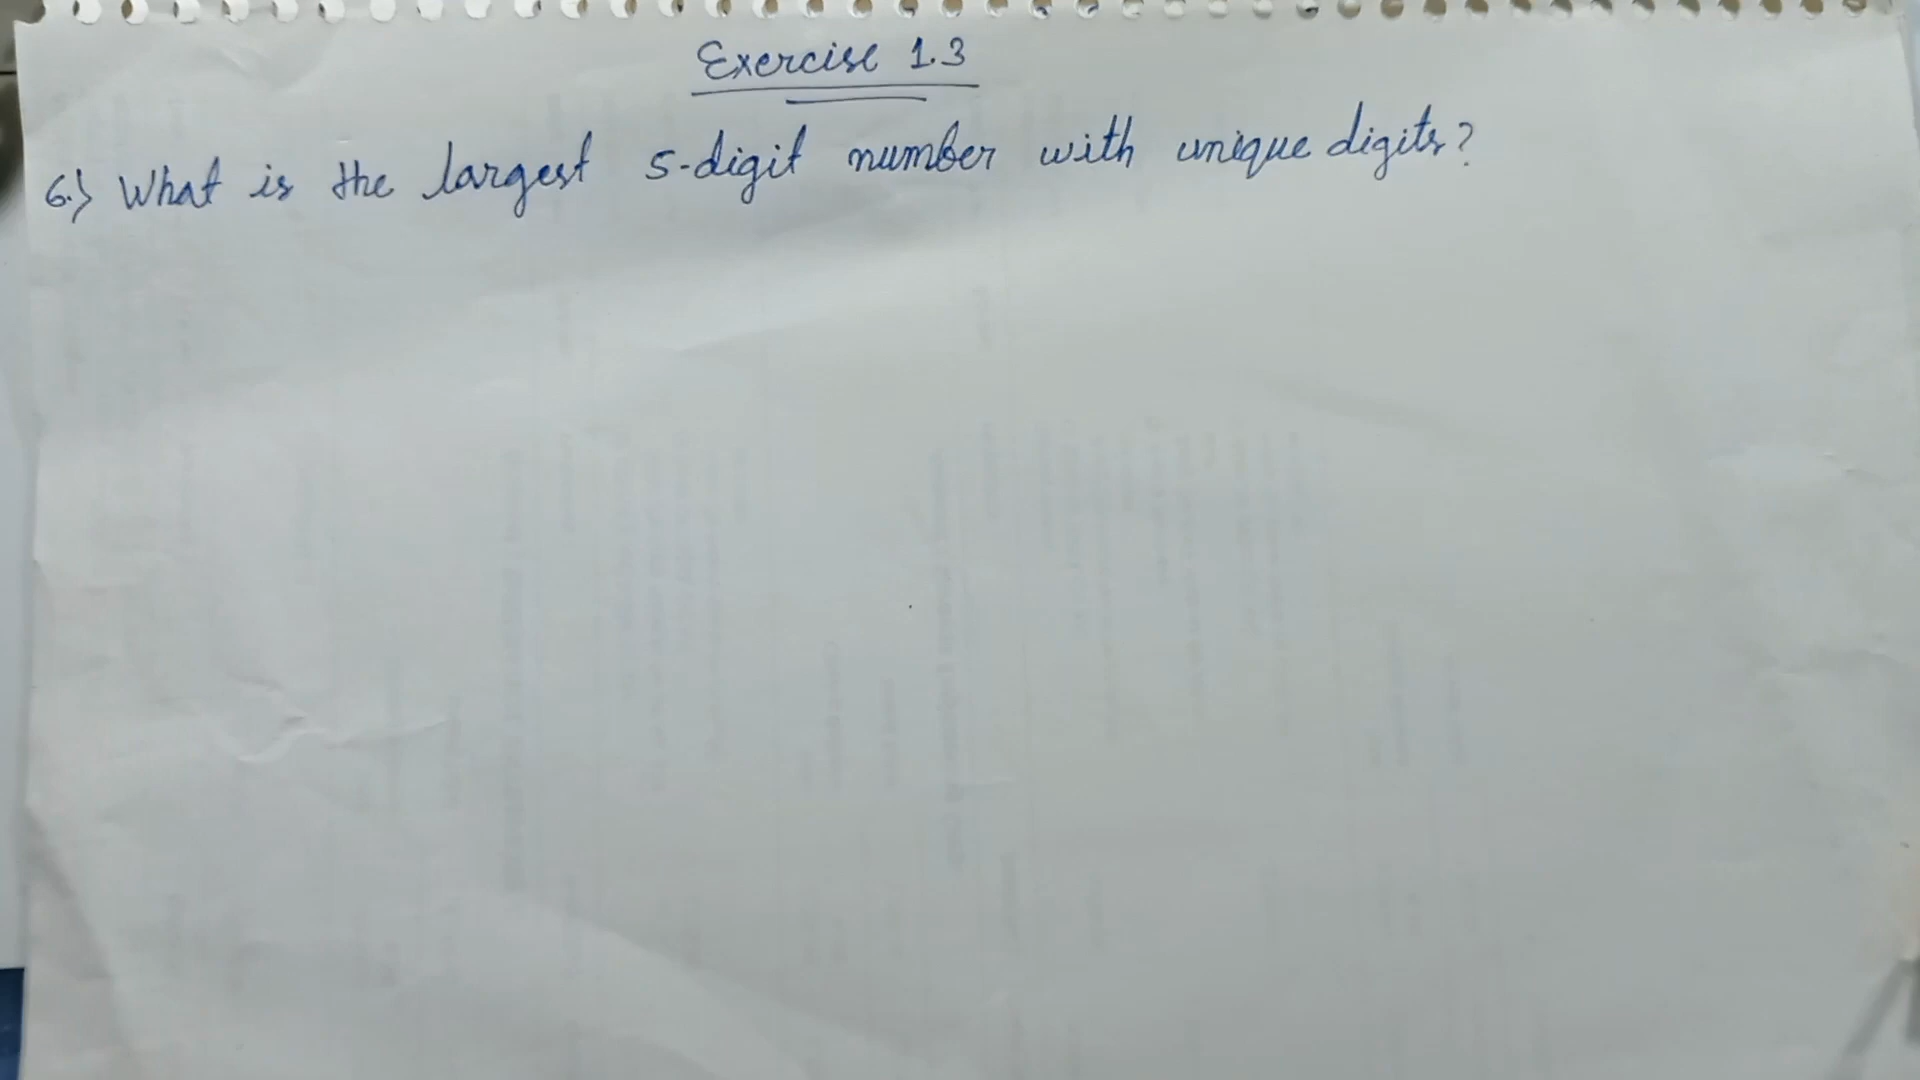 Exercise 1.3
6.) What is the largest 5-digit number with unique digits?